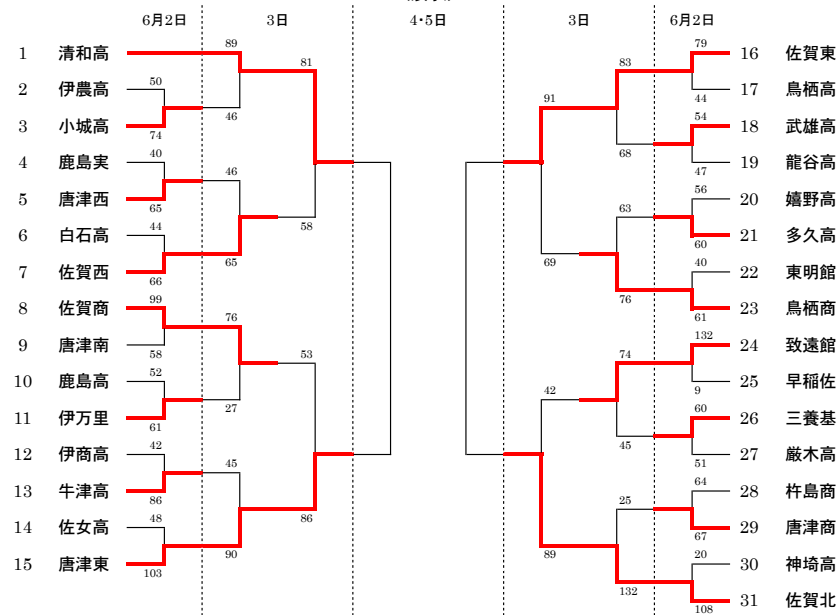 6月2日 3日 4・5日 3日 6月2日
89 81 83 79
1 清和高 16 佐賀東
50 91
2 伊農高 17 鳥栖高
46 44
54
3 小城高 18 武雄高
74 68
40 47
4 鹿島実 19 龍谷高
46 56
5 唐津西 20 嬉野高
65 63
44 58
6 白石高 21 多久高
60
65 69 40
7 佐賀西 22 東明館
66 76
99
8 佐賀商 23 鳥栖商
76 61
132
9 唐津南 24 致遠館
58 53 74
52
10 鹿島高 25 早稲佐
27 42 9
60
11 伊万里 26 三養基
61 45
42 51
12 伊商高 27 厳木高
45 64
13 牛津高 28 杵島商
86 25
48 86
14 佐女高 29 唐津商
67
90 89 20
15 唐津東 30 神埼高
103 132
31 佐賀北
108